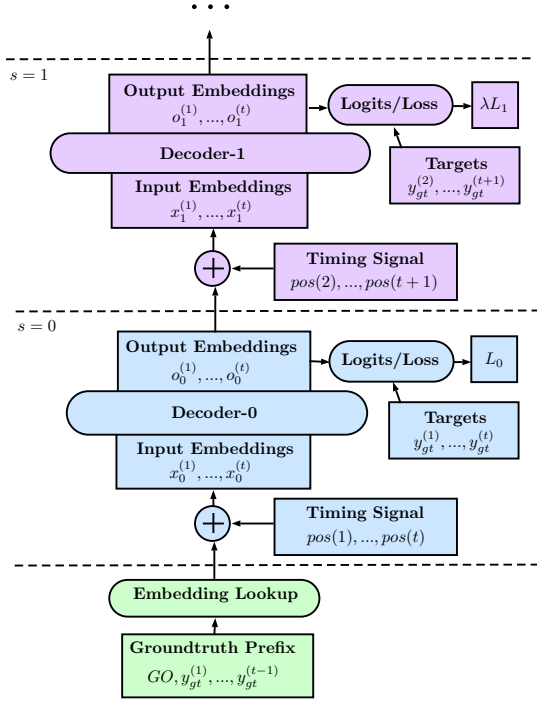 • • •
s = 1
Output Embeddings
o_1^{(1)}, ..., o_1^{(t)}
Logits/Loss
λL_1
Decoder-1
Targets
y_{gt}^{(2)}, ..., y_{gt}^{(t+1)}
Input Embeddings
x_1^{(1)}, ..., x_1^{(t)}
+
Timing Signal
pos(2), ..., pos(t + 1)
s = 0
Output Embeddings
o_0^{(1)}, ..., o_0^{(t)}
Logits/Loss
L_0
Decoder-0
Targets
y_{gt}^{(1)}, ..., y_{gt}^{(t)}
Input Embeddings
x_0^{(1)}, ..., x_0^{(t)}
+
Timing Signal
pos(1), ..., pos(t)
Embedding Lookup
Groundtruth Prefix
GO, y_{gt}^{(1)}, ..., y_{gt}^{(t−1)}